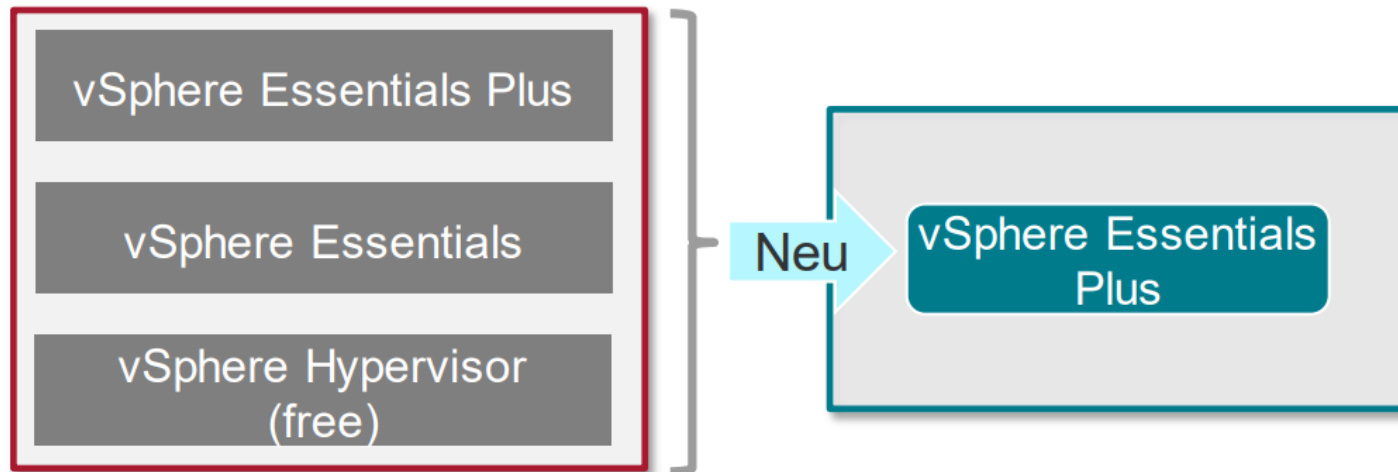 vSphere Essentials Plus
vSphere Essentials
vSphere Hypervisor
(free)
Neu
vSphere Essentials
Plus